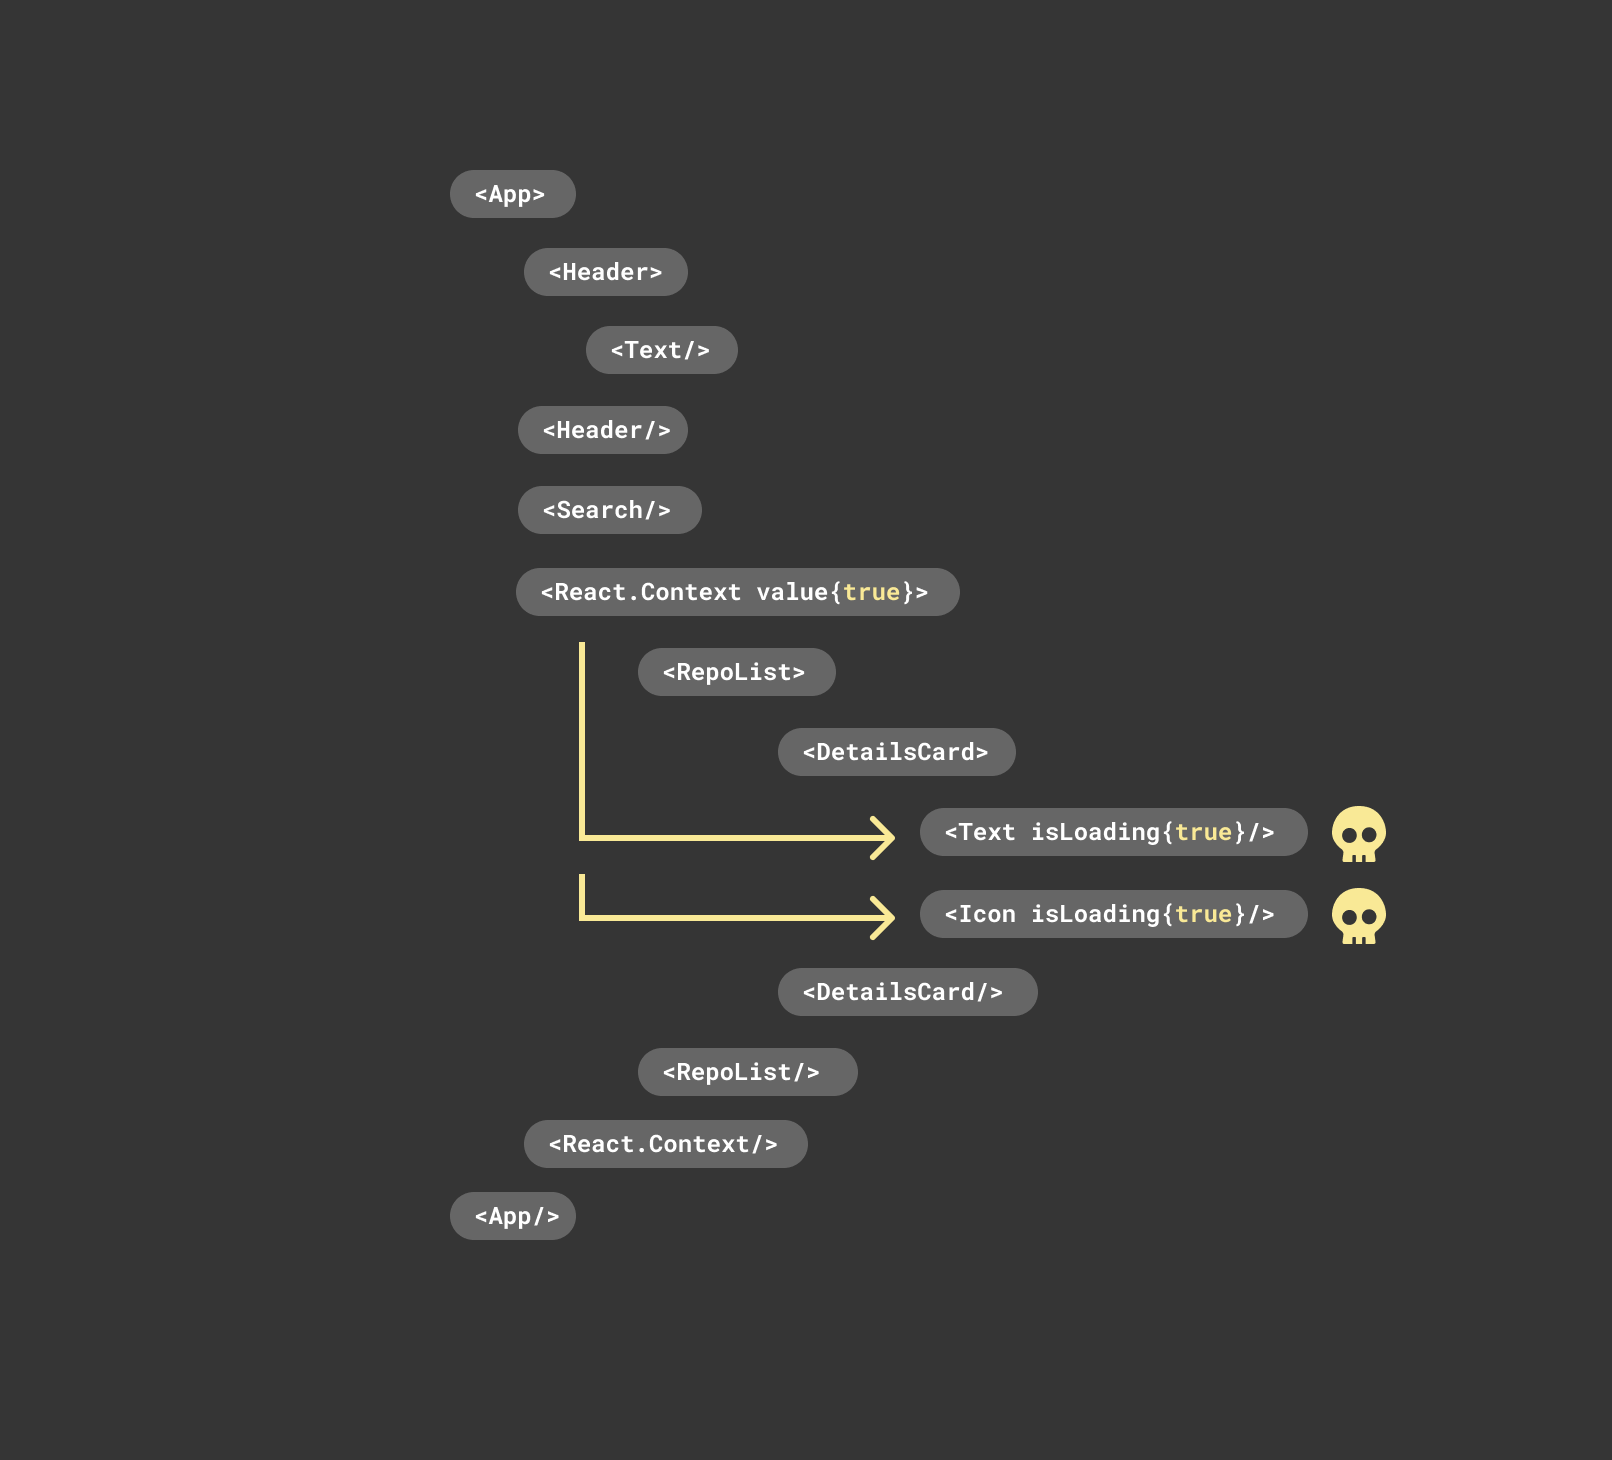 <App>
<Header>
<Text/>
<Header/>
<Search/>
<React.Context value{true}>
<RepoList>
<DetailsCard>
<Text isLoading{true}/>
<Icon isLoading{true}/>
<DetailsCard/>
<RepoList/>
<React.Context/>
<App/>